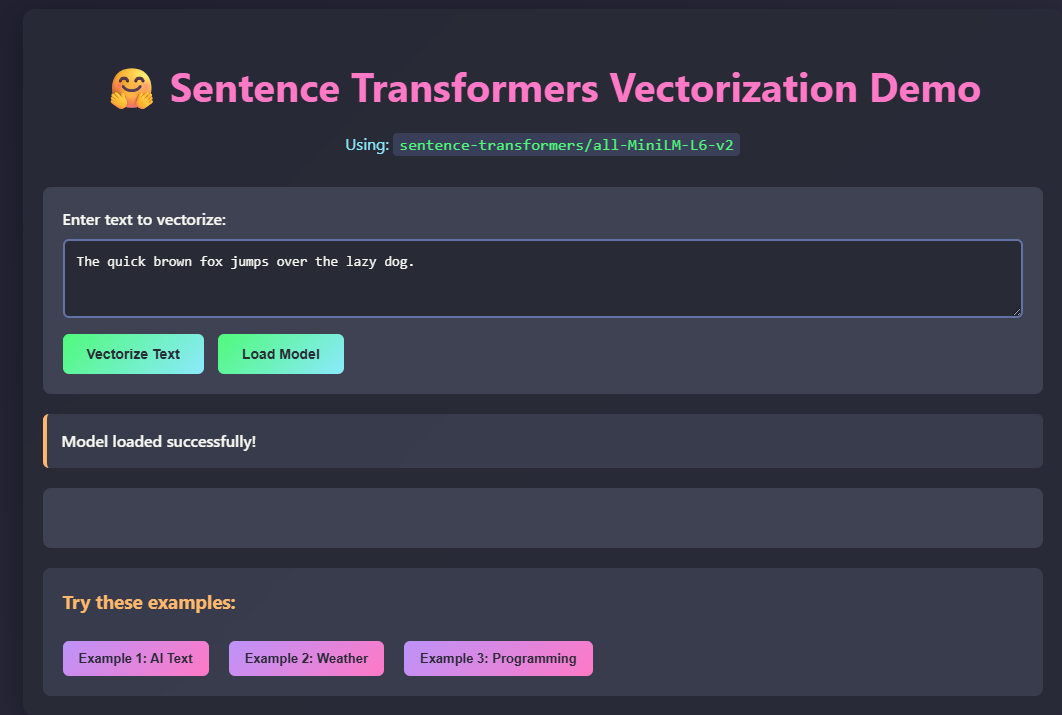 🤗 Sentence Transformers Vectorization Demo
Using: sentence-transformers/all-MiniLM-L6-v2
Enter text to vectorize:
The quick brown fox jumps over the lazy dog.
Vectorize Text Load Model
Model loaded successfully!
Try these examples:
Example 1: AI Text Example 2: Weather Example 3: Programming